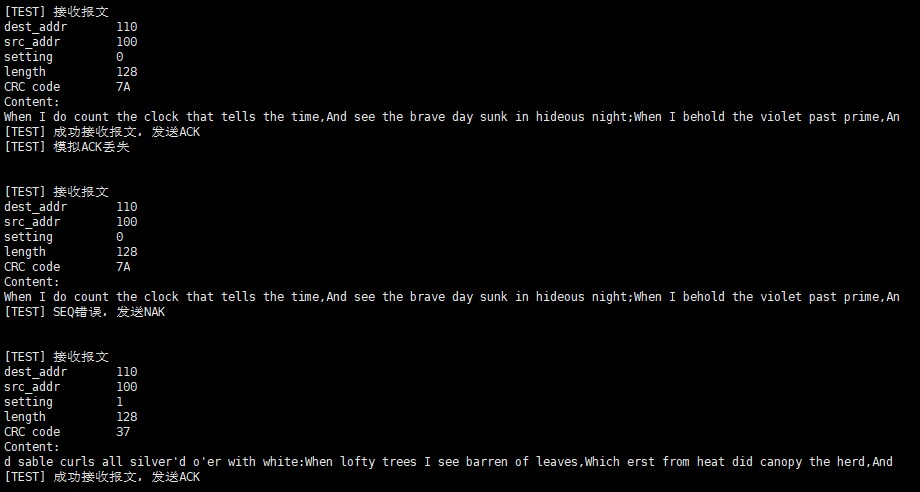 [TEST] 接收报文
dest_addr 110
src_addr 100
setting 0
length 128
CRC code 7A
Content:
When I do count the clock that tells the time,And see the brave day sunk in hideous night;When I behold the violet past prime,An
[TEST] 成功接收报文, 发送ACK
[TEST] 模拟ACK丢失
[TEST] 接收报文
dest_addr 110
src_addr 100
setting 0
length 128
CRC code 7A
Content:
When I do count the clock that tells the time,And see the brave day sunk in hideous night;When I behold the violet past prime,An
[TEST] SEQ错误, 发送NAK
[TEST] 接收报文
dest_addr 110
src_addr 100
setting 1
length 128
CRC code 37
Content:
d sable curls all silver'd o'er with white:When lofty trees I see barren of leaves,Which erst from heat did canopy the herd,And
[TEST] 成功接收报文, 发送ACK